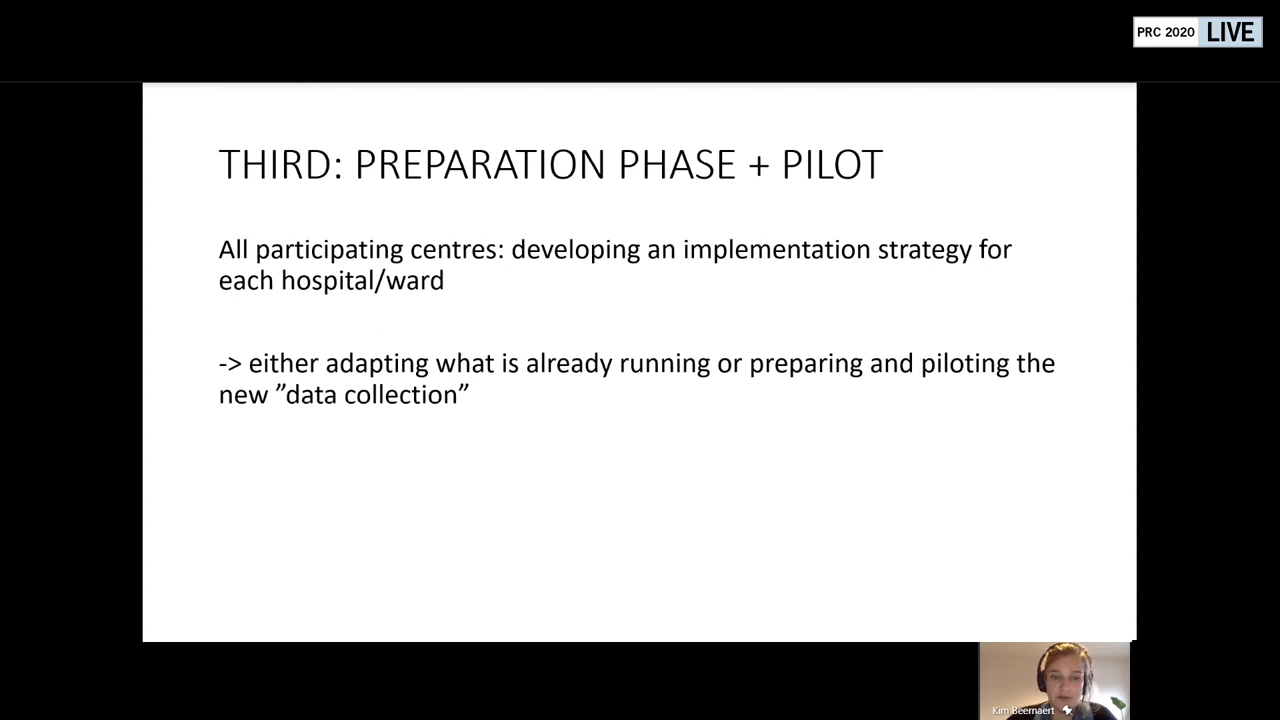 PRC 2020 LIVE
THIRD: PREPARATION PHASE + PILOT
All participating centres: developing an implementation strategy for
each hospital/ward
-> either adapting what is already running or preparing and piloting the
new ”data collection”
Kim Beernaert